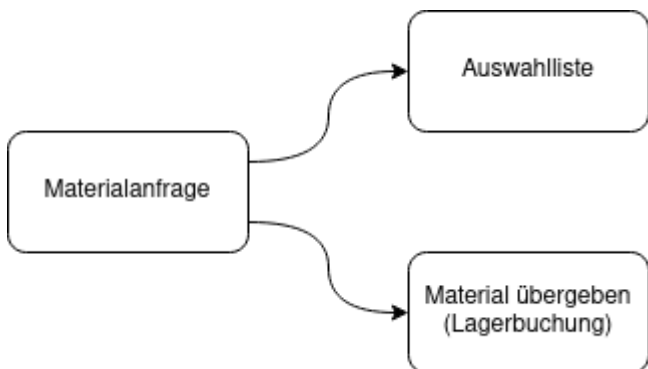 Auswahlliste
Materialanfrage
Material übergeben
(Lagerbuchung)